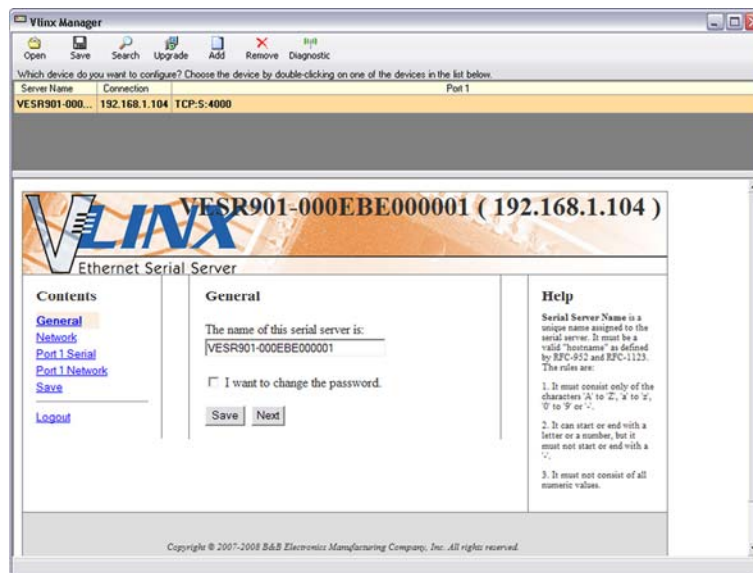 Vlinx Manager
Open Save Search Upgrade Add Remove Diagnostic
Which device do you want to configure? Choose the device by double-clicking on one of the devices in the list below.
Server Name Connection Port 1
VESR901-000... 192.168.1.104 TCP:S:4000
VLINX
Ethernet Serial Server
VESR901-000EBE000001 ( 192.168.1.104 )
Contents
General
Network
Port 1 Serial
Port 1 Network
Save
Logout
General
The name of this serial server is:
VESR901-000EBE000001
I want to change the password.
Save Next
Help
Serial Server Name is a
unique name assigned to the
serial server. It must be a
valid "hostname" as defined
by RFC-952 and RFC-1123.
The rules are:
1. It must consist only of the
characters 'A' to 'Z', 'a' to 'z',
'0' to '9' or '-'.
2. It can start or end with a
letter or a number, but it
must not start or end with a
'-'.
3. It must not consist of all
numeric values.
Copyright © 2007-2008 B&B Electronics Manufacturing Company, Inc. All rights reserved.